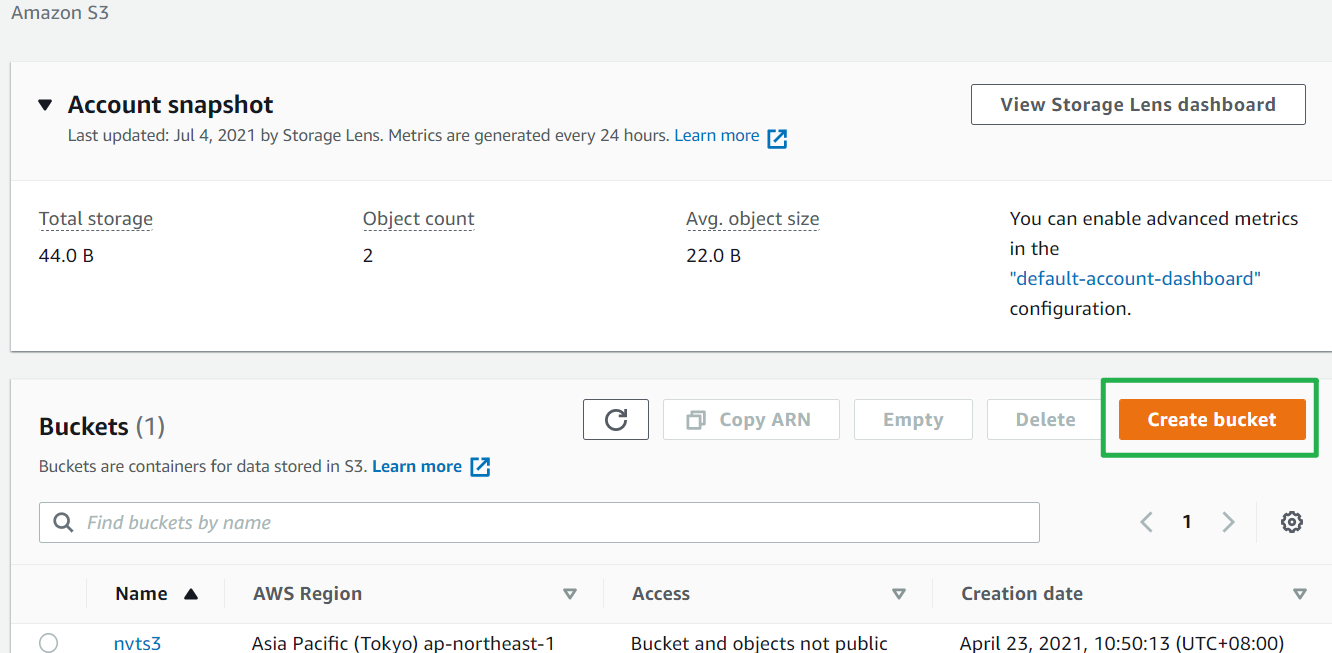 Amazon S3
Account snapshot
View Storage Lens dashboard
Last updated: Jul 4, 2021 by Storage Lens. Metrics are generated every 24 hours. Learn more
Total storage
44.0 B
Object count
2
Avg. object size
22.0 B
You can enable advanced metrics
in the
"default-account-dashboard"
configuration.
Buckets (1)
Copy ARN
Empty
Delete
Create bucket
Buckets are containers for data stored in S3. Learn more
Find buckets by name
1
Name
AWS Region
Access
Creation date
nvts3
Asia Pacific (Tokyo) ap-northeast-1
Bucket and objects not public
April 23, 2021, 10:50:13 (UTC+08:00)